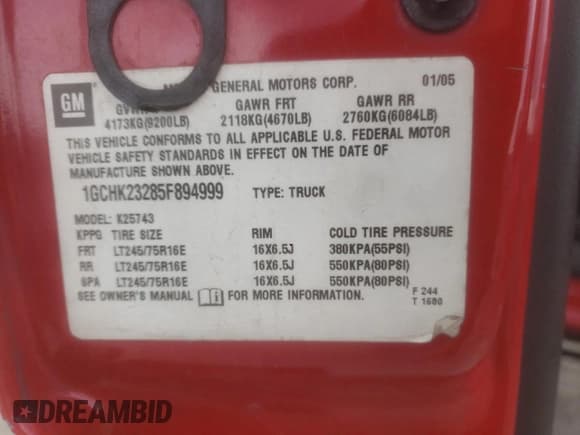 GENERAL MOTORS CORP. 01/05
GM
GAWR FRT GAWR RR
4173KG(9200LB) 2118KG(4670LB) 2760KG(6084LB)
THIS VEHICLE CONFORMS TO ALL APPLICABLE U.S. FEDERAL MOTOR
VEHICLE SAFETY STANDARDS IN EFFECT ON THE DATE OF
MANUFACTURE SHOWN ABOVE.
1GCHK23285F894999 TYPE: TRUCK
MODEL: K25743
KPPG TIRE SIZE RIM COLD TIRE PRESSURE
FRT LT245/75R16E 16X6.5J 380KPA(55PSI)
RR LT245/75R16E 16X6.5J 550KPA(80PSI)
SPA LT245/75R16E 16X6.5J 550KPA(80PSI)
SEE OWNER'S MANUAL FOR MORE INFORMATION.
F 244
T 1600
DREAMBID